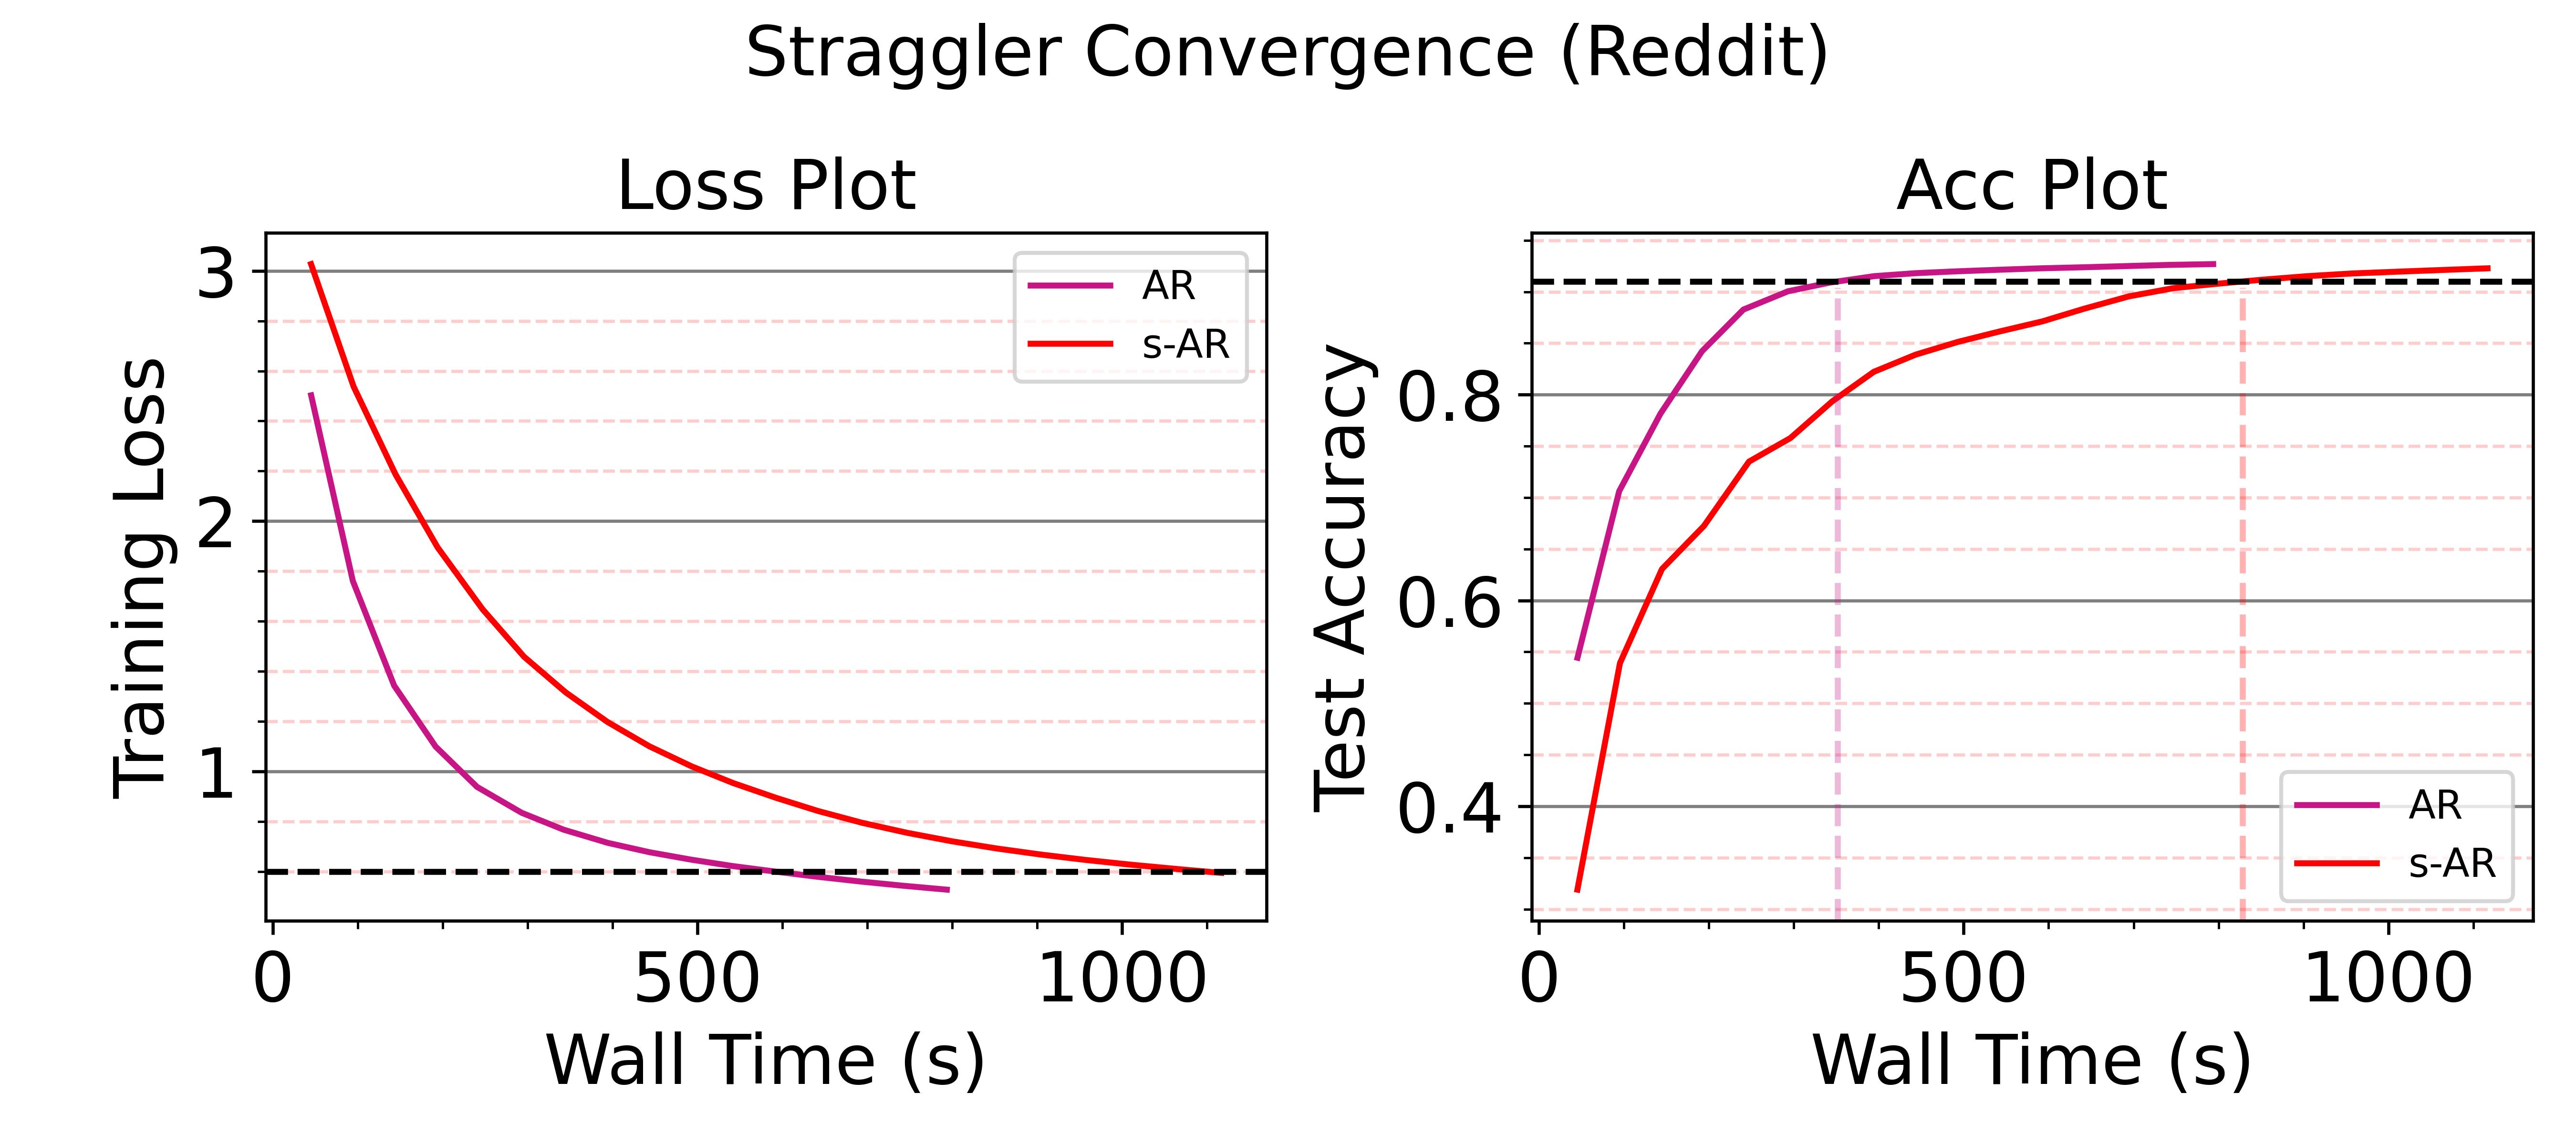 Straggler Convergence (Reddit)
Loss Plot
Training Loss
3
2
1
AR
s-AR
0
500
1000
Wall Time (s)
Acc Plot
Test Accuracy
0.8
0.6
0.4
AR
s-AR
0
500
1000
Wall Time (s)